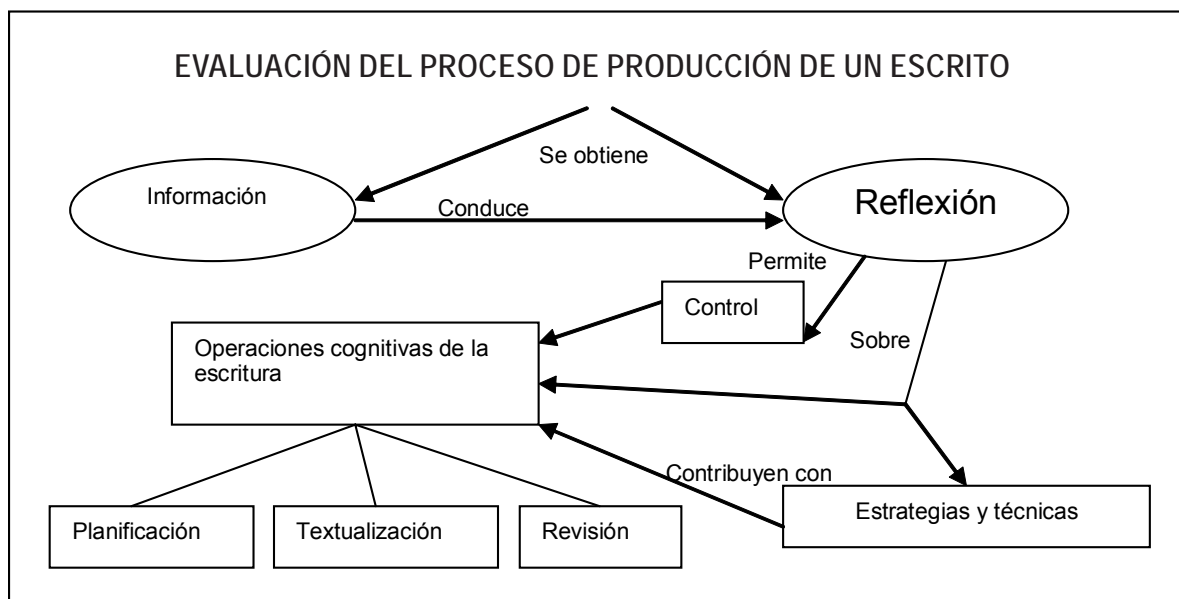 EVALUACIÓN DEL PROCESO DE PRODUCCIÓN DE UN ESCRITO
Se obtiene
Información
Conduce
Reflexión
Permite
Control
Sobre
Operaciones cognitivas de la
escritura
Contribuyen con
Estrategias y técnicas
Planificación
Textualización
Revisión